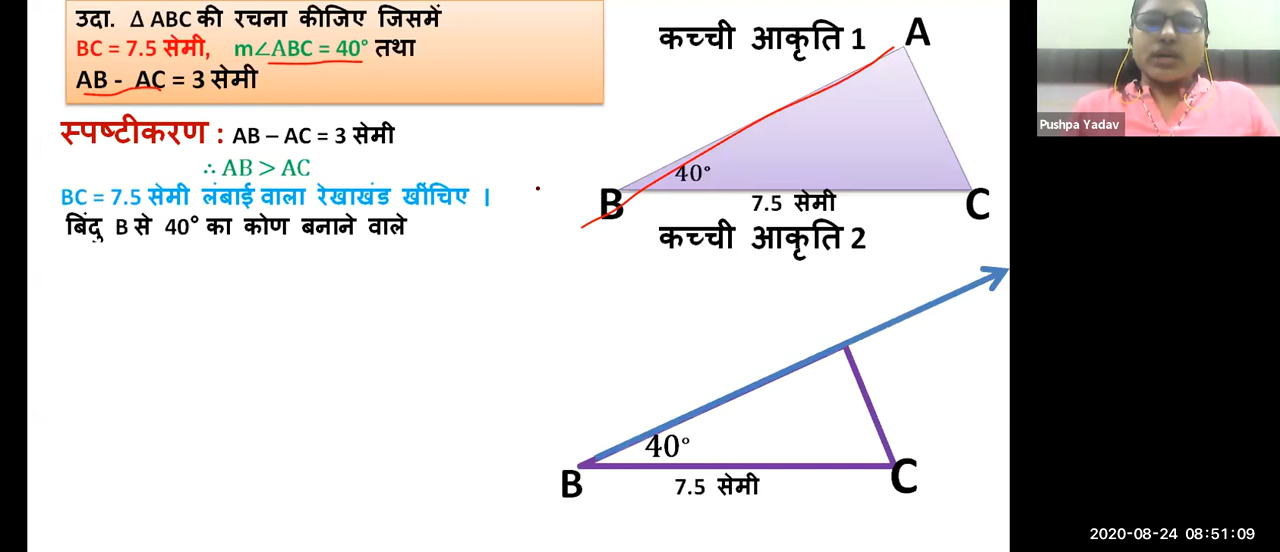 उदा. Δ ABC की रचना कीजिए जिसमें
BC = 7.5 सेमी, m∠ABC = 40° तथा
AB - AC = 3 सेमी
स्पष्टीकरण : AB – AC = 3 सेमी
∴ AB > AC
BC = 7.5 सेमी लंबाई वाला रेखाखंड खींचिए ।
बिंदु B से 40° का कोण बनाने वाले
कच्ची आकृति 1
A
40°
B
7.5 सेमी
C
कच्ची आकृति 2
40°
B
7.5 सेमी
C
Pushpa Yadav
2020-08-24 08:51:09